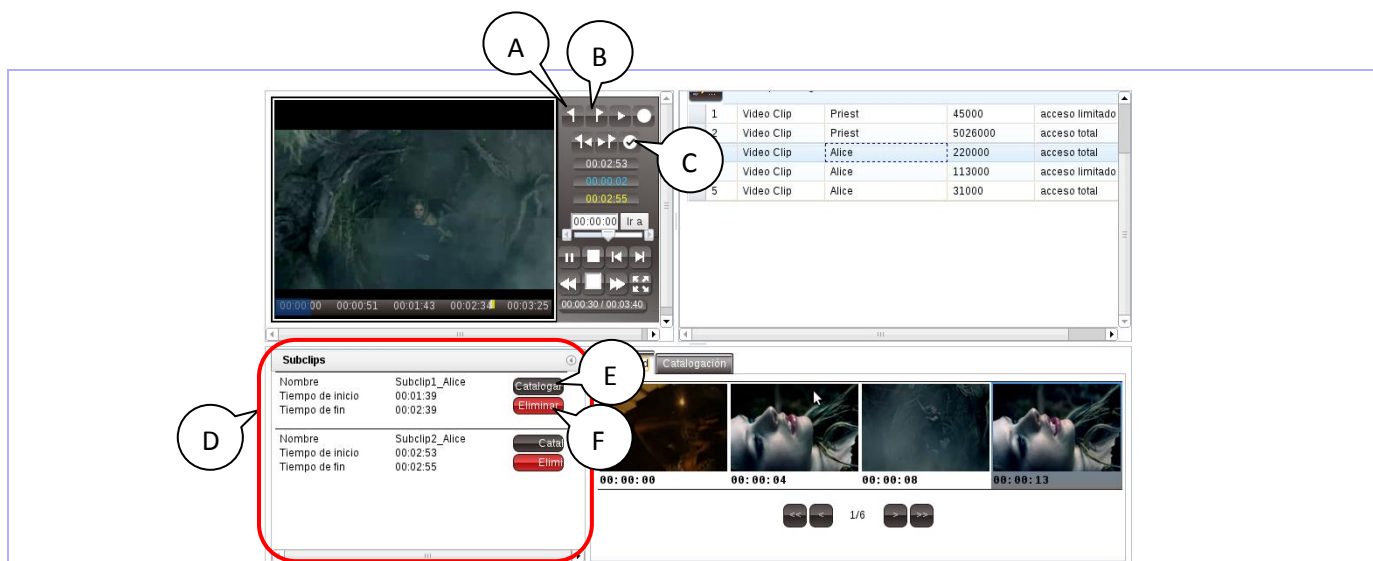 A
B
C
D
E
F
...
1 Video Clip Priest 45000 acceso limitado
2 Video Clip Priest 5026000 acceso total
Video Clip Alice 220000 acceso total
Video Clip Alice 113000 acceso limitado
5 Video Clip Alice 31000 acceso total
00:02:53
00:00:02
00:02:55
00:00:00 Ir a
00:00:00 00:00:51 00:01:43 00:02:34 00:03:25
00:00:30 / 00:03:40
Subclips
Nombre Subclip1_Alice Catalogar
Tiempo de inicio 00:01:39
Tiempo de fin 00:02:39 Eliminar
Nombre Subclip2_Alice Catal
Tiempo de inicio 00:02:53
Tiempo de fin 00:02:55 Elimi
d Catalogación
00:00:00 00:00:04 00:00:08 00:00:13
<< < 1/6 > >>